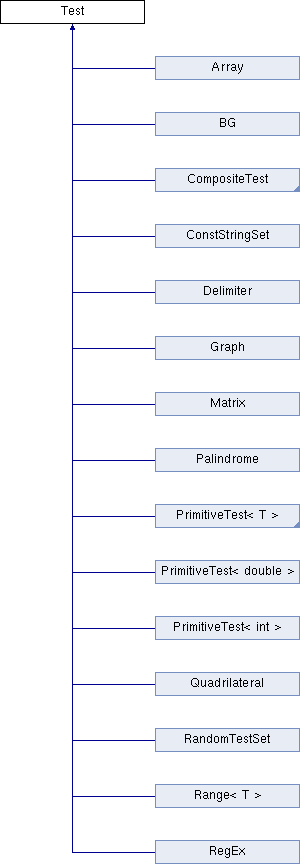 Test
Array
BG
CompositeTest
ConstStringSet
Delimiter
Graph
Matrix
Palindrome
PrimitiveTest< T >
PrimitiveTest< double >
PrimitiveTest< int >
Quadrilateral
RandomTestSet
Range< T >
RegEx